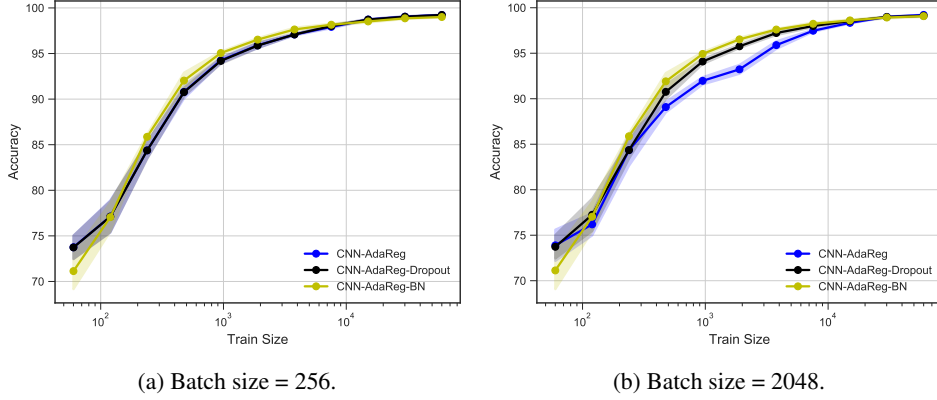 100
95
90
85
80
75
70
Accuracy
CNN-AdaReg
CNN-AdaReg-Dropout
CNN-AdaReg-BN
10^2
10^3
10^4
Train Size
(a) Batch size = 256.
100
95
90
85
80
75
70
Accuracy
CNN-AdaReg
CNN-AdaReg-Dropout
CNN-AdaReg-BN
10^2
10^3
10^4
Train Size
(b) Batch size = 2048.